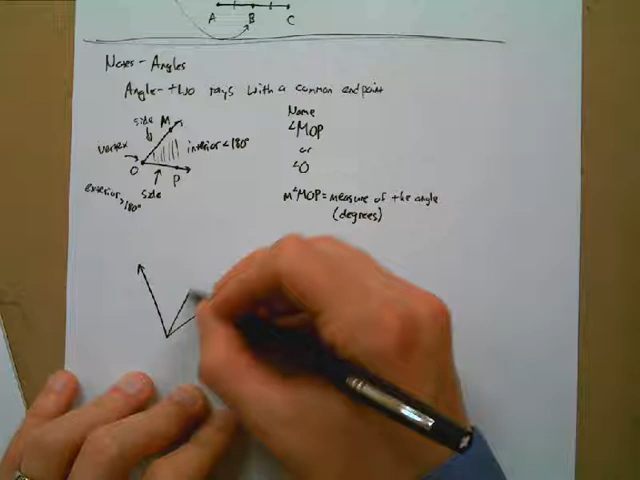 A B C
Notes - Angles
Angle - two rays with a common endpoint
side M
vertex
interior < 180°
O P
exterior > 180°
side
Name
∠MOP
or
∠O
m∠MOP = measure of the angle
(degrees)